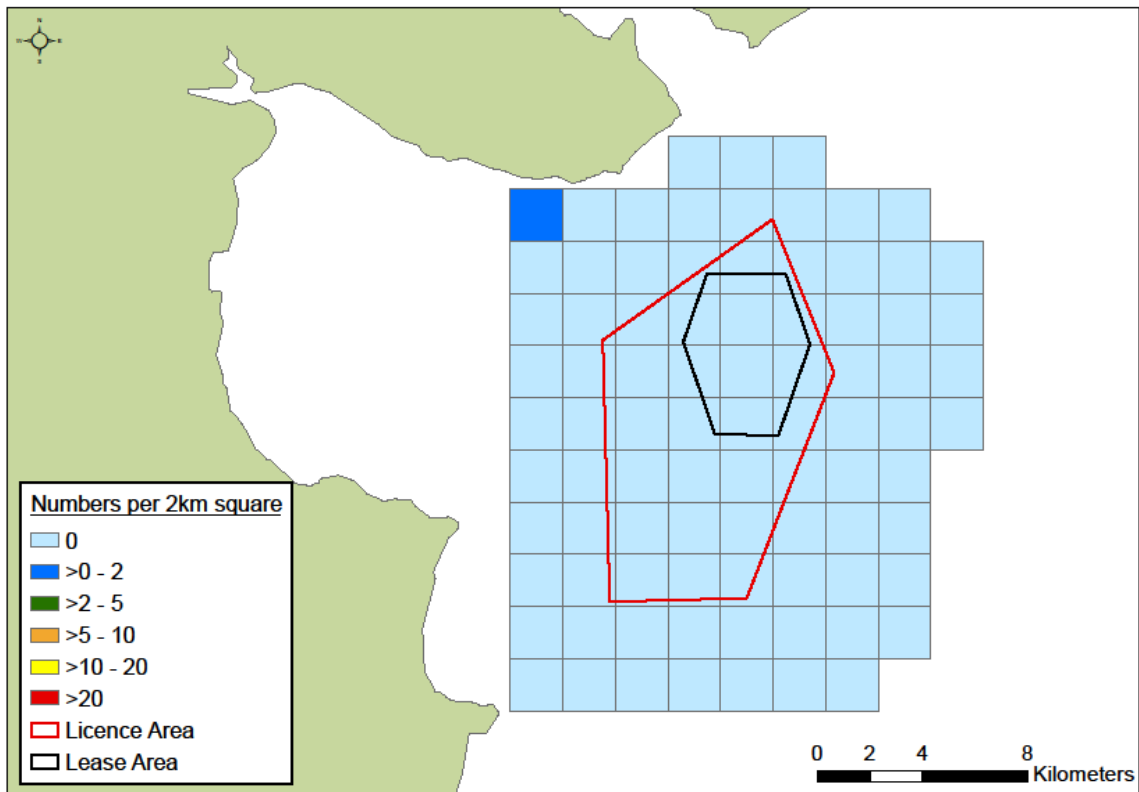 N
W E
S
Numbers per 2km square
0
>0 - 2
>2 - 5
>5 - 10
>10 - 20
>20
Licence Area
Lease Area
0 2 4 8
Kilometers